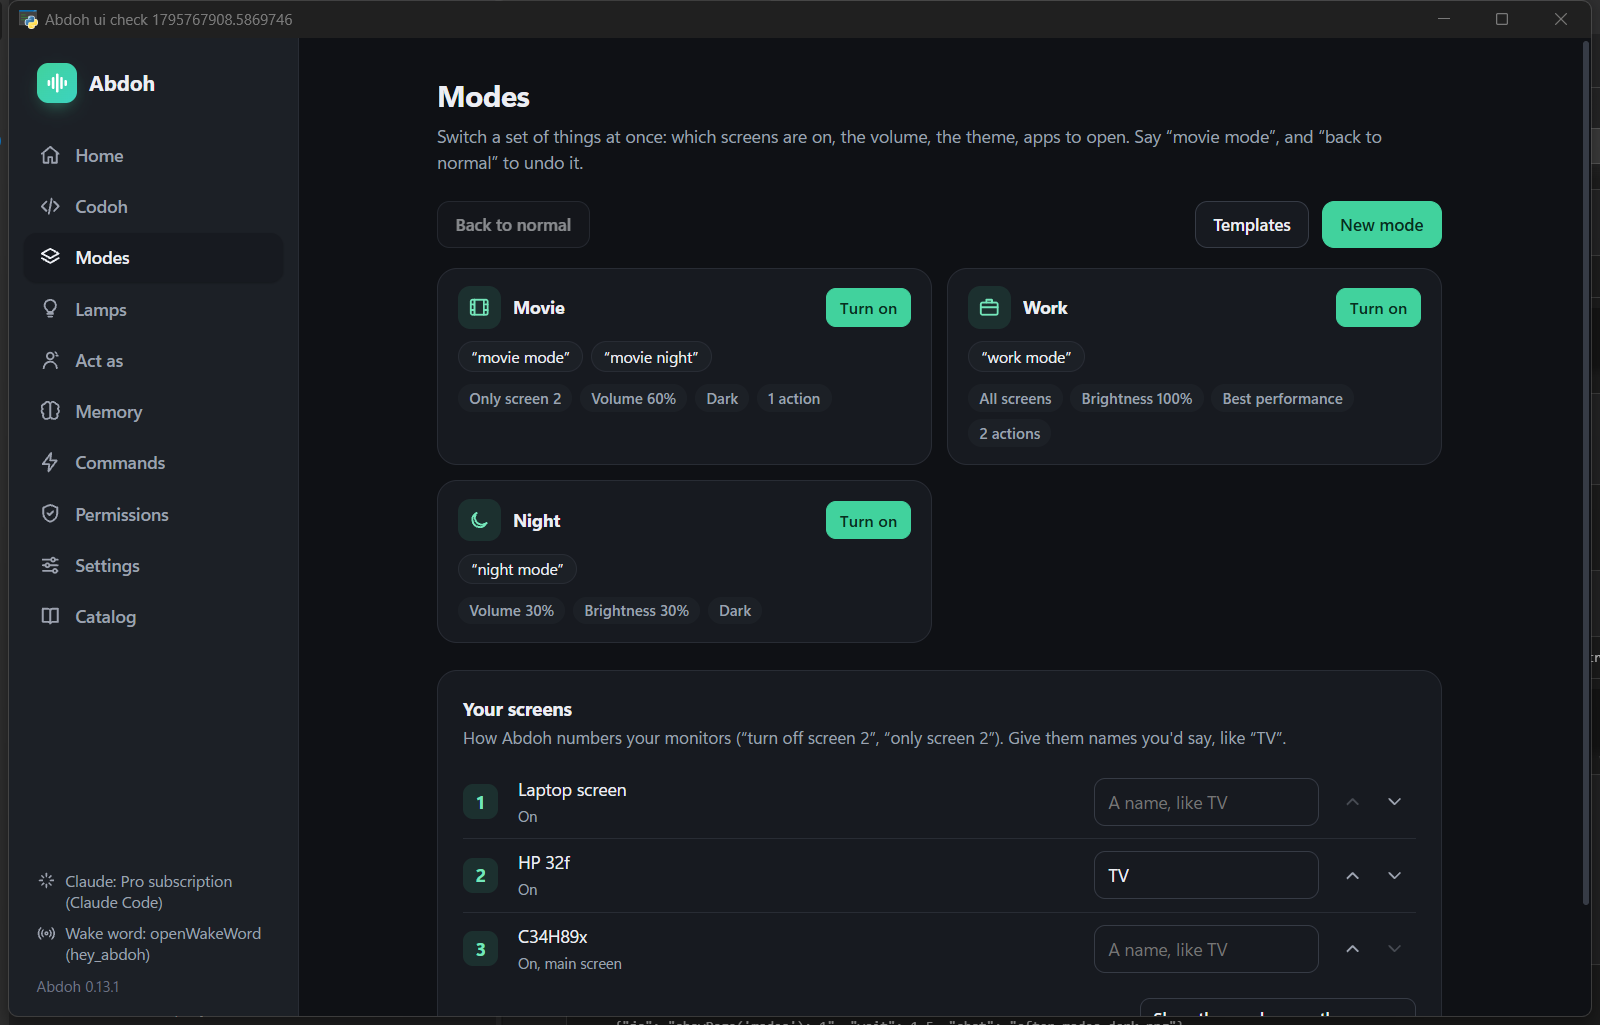 Abdoh ui check 1795767908.5869746
Abdoh
Home
Codoh
Modes
Lamps
Act as
Memory
Commands
Permissions
Settings
Catalog
Claude: Pro subscription
(Claude Code)
Wake word: openWakeWord
(hey_abdoh)
Abdoh 0.13.1
Modes
Switch a set of things at once: which screens are on, the volume, the theme, apps to open. Say “movie mode”, and “back to
normal” to undo it.
Back to normal
Templates
New mode
Movie
Turn on
“movie mode” “movie night”
Only screen 2 Volume 60% Dark 1 action
Work
Turn on
“work mode”
All screens Brightness 100% Best performance
2 actions
Night
Turn on
“night mode”
Volume 30% Brightness 30% Dark
Your screens
How Abdoh numbers your monitors (“turn off screen 2”, “only screen 2”). Give them names you'd say, like “TV”.
1
Laptop screen
On
A name, like TV
2
HP 32f
On
TV
3
C34H89x
On, main screen
A name, like TV